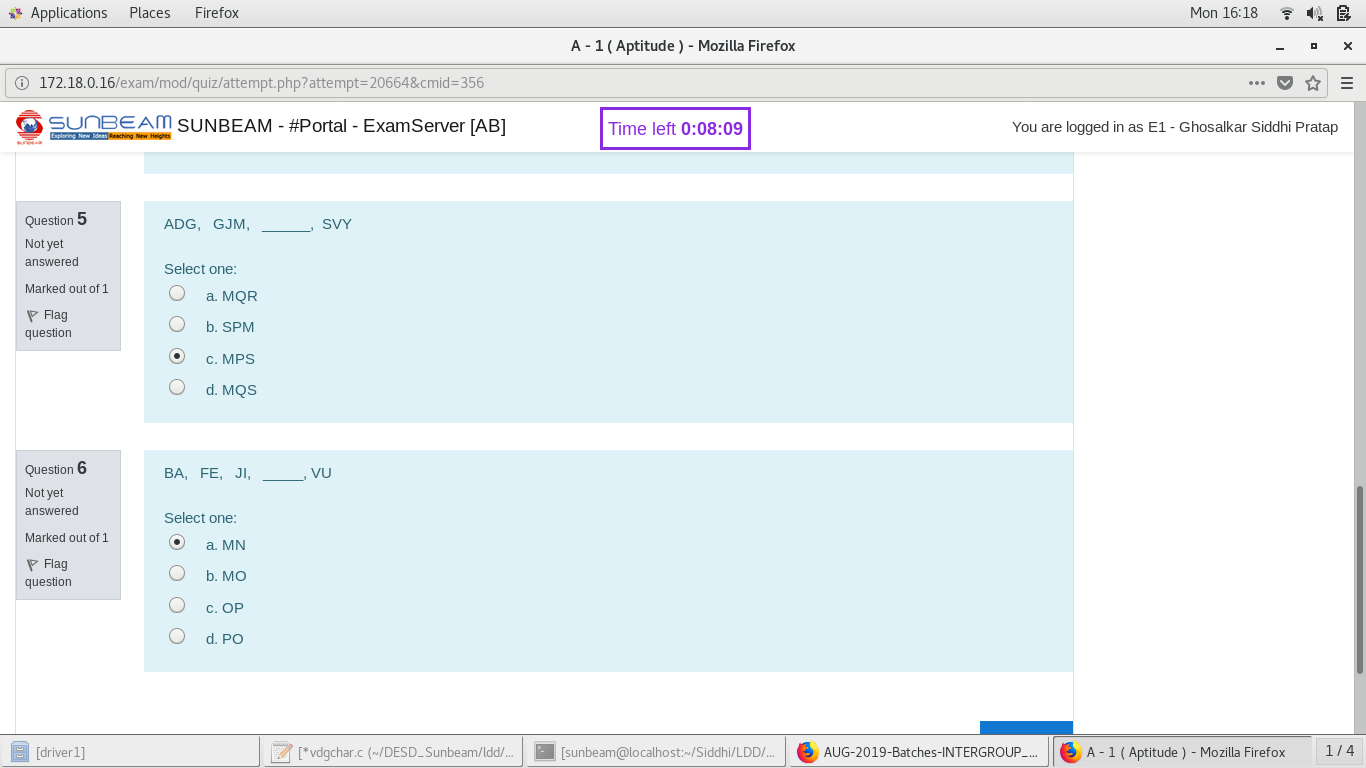 Applications Places Firefox Mon 16:18
A - 1 ( Aptitude ) - Mozilla Firefox
172.18.0.16/exam/mod/quiz/attempt.php?attempt=20664&cmid=356
SUNBEAM
Exploring New Ideas Reaching New Heights
SUNBEAM
SUNBEAM - #Portal - ExamServer [AB]
Time left 0:08:09
You are logged in as E1 - Ghosalkar Siddhi Pratap
Question 5
Not yet
answered
Marked out of 1
Flag
question
ADG, GJM, ______, SVY
Select one:
a. MQR
b. SPM
c. MPS
d. MQS
Question 6
Not yet
answered
Marked out of 1
Flag
question
BA, FE, JI, _____, VU
Select one:
a. MN
b. MO
c. OP
d. PO
[driver1]
[*vdgchar.c (~/DESD_Sunbeam/ldd/...
[sunbeam@localhost:~/Siddhi/LDD/...
AUG-2019-Batches-INTERGROUP_...
A - 1 ( Aptitude ) - Mozilla Firefox
1 / 4